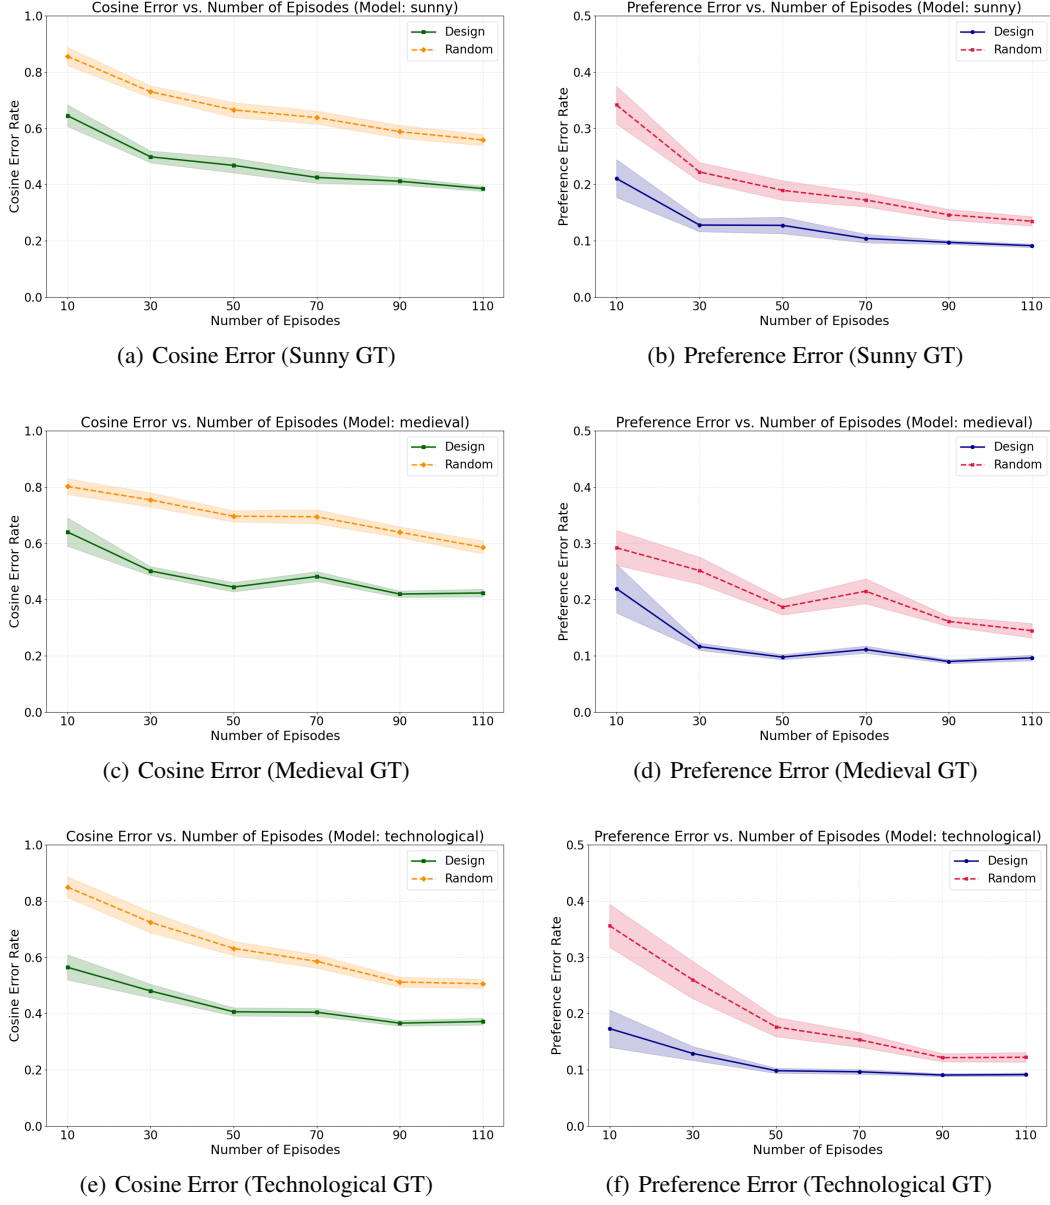 Cosine Error vs. Number of Episodes (Model: sunny)
Cosine Error Rate
1.0
0.8
0.6
0.4
0.2
0.0
Design
Random
10 30 50 70 90 110
Number of Episodes
(a) Cosine Error (Sunny GT)
Preference Error vs. Number of Episodes (Model: sunny)
Preference Error Rate
0.5
0.4
0.3
0.2
0.1
0.0
Design
Random
10 30 50 70 90 110
Number of Episodes
(b) Preference Error (Sunny GT)
Cosine Error vs. Number of Episodes (Model: medieval)
Cosine Error Rate
1.0
0.8
0.6
0.4
0.2
0.0
Design
Random
10 30 50 70 90 110
Number of Episodes
(c) Cosine Error (Medieval GT)
Preference Error vs. Number of Episodes (Model: medieval)
Preference Error Rate
0.5
0.4
0.3
0.2
0.1
0.0
Design
Random
10 30 50 70 90 110
Number of Episodes
(d) Preference Error (Medieval GT)
Cosine Error vs. Number of Episodes (Model: technological)
Cosine Error Rate
1.0
0.8
0.6
0.4
0.2
0.0
Design
Random
10 30 50 70 90 110
Number of Episodes
(e) Cosine Error (Technological GT)
Preference Error vs. Number of Episodes (Model: technological)
Preference Error Rate
0.5
0.4
0.3
0.2
0.1
0.0
Design
Random
10 30 50 70 90 110
Number of Episodes
(f) Preference Error (Technological GT)